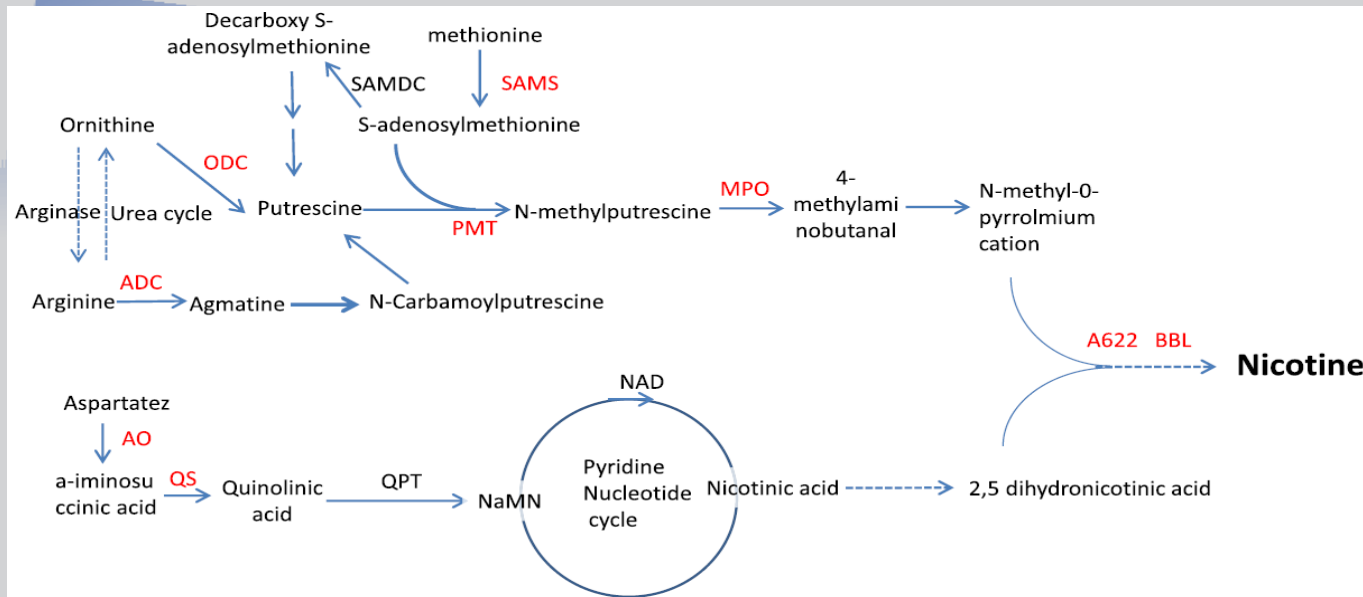 Decarboxy S-
adenosylmethionine
methionine
SAMDC
SAMS
Ornithine
S-adenosylmethionine
ODC
Arginase
Urea cycle
Putrescine
PMT
N-methylputrescine
MPO
4-
methylami
nobutanal
N-methyl-0-
pyrrolmium
cation
ADC
Arginine
Agmatine
N-Carbamoylputrescine
A622 BBL
Nicotine
NAD
Aspartatez
AO
a-iminosu
ccinic acid
QS
Quinolinic
acid
QPT
NaMN
Pyridine
Nucleotide
cycle
Nicotinic acid
2,5 dihydronicotinic acid